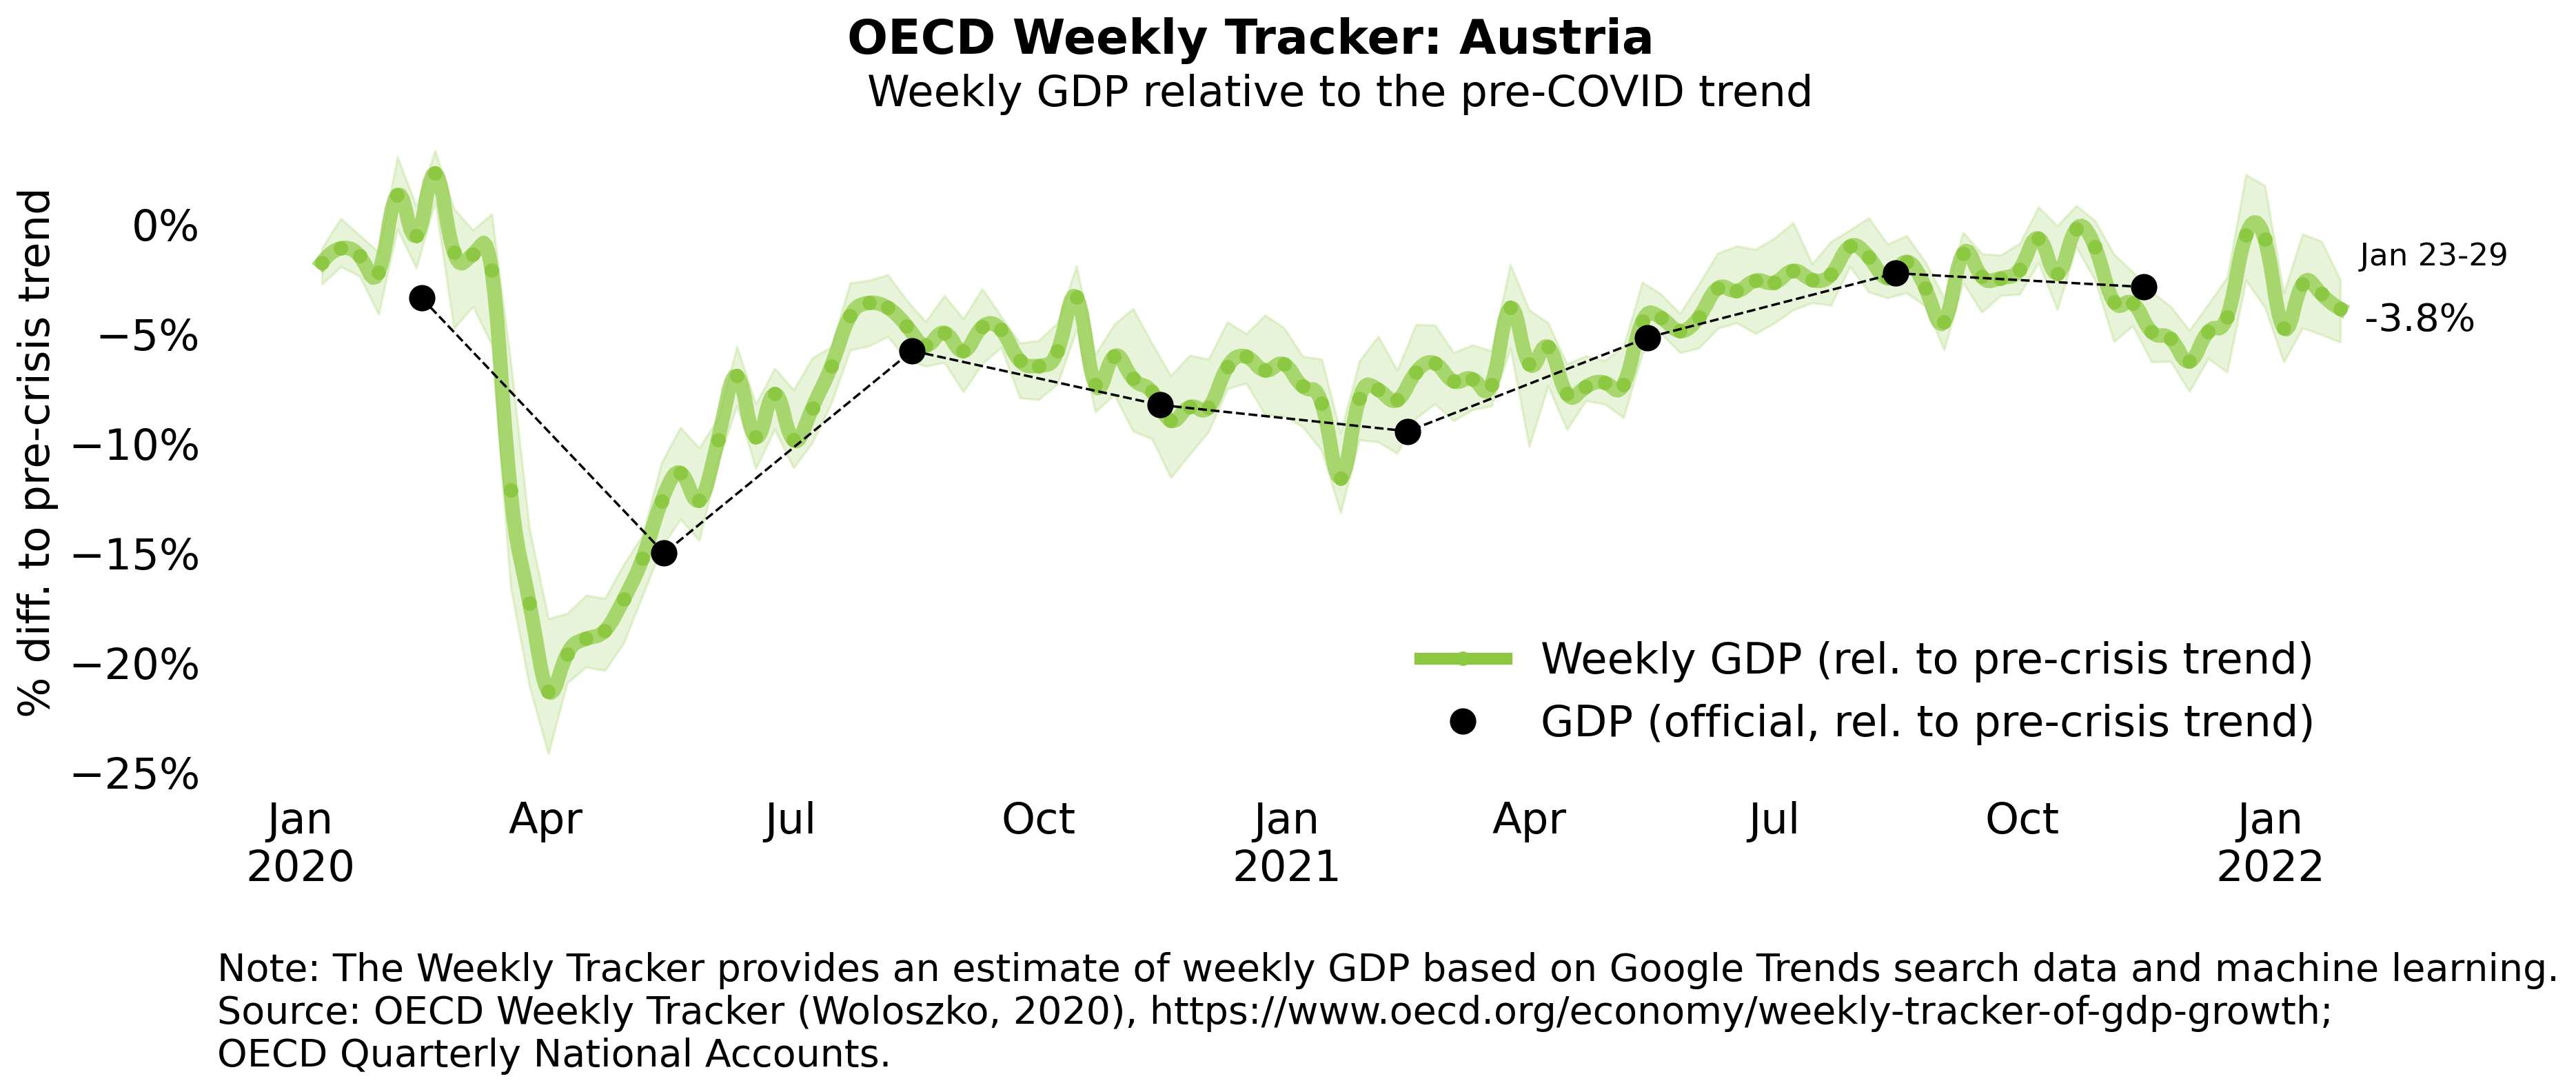 OECD Weekly Tracker: Austria
Weekly GDP relative to the pre-COVID trend
% diff. to pre-crisis trend
0%
−5%
−10%
−15%
−20%
−25%
Jan 23-29
-3.8%
Weekly GDP (rel. to pre-crisis trend)
GDP (official, rel. to pre-crisis trend)
Jan Apr Jul Oct Jan Apr Jul Oct Jan
2020 2021 2022
Note: The Weekly Tracker provides an estimate of weekly GDP based on Google Trends search data and machine learning.
Source: OECD Weekly Tracker (Woloszko, 2020), https://www.oecd.org/economy/weekly-tracker-of-gdp-growth;
OECD Quarterly National Accounts.